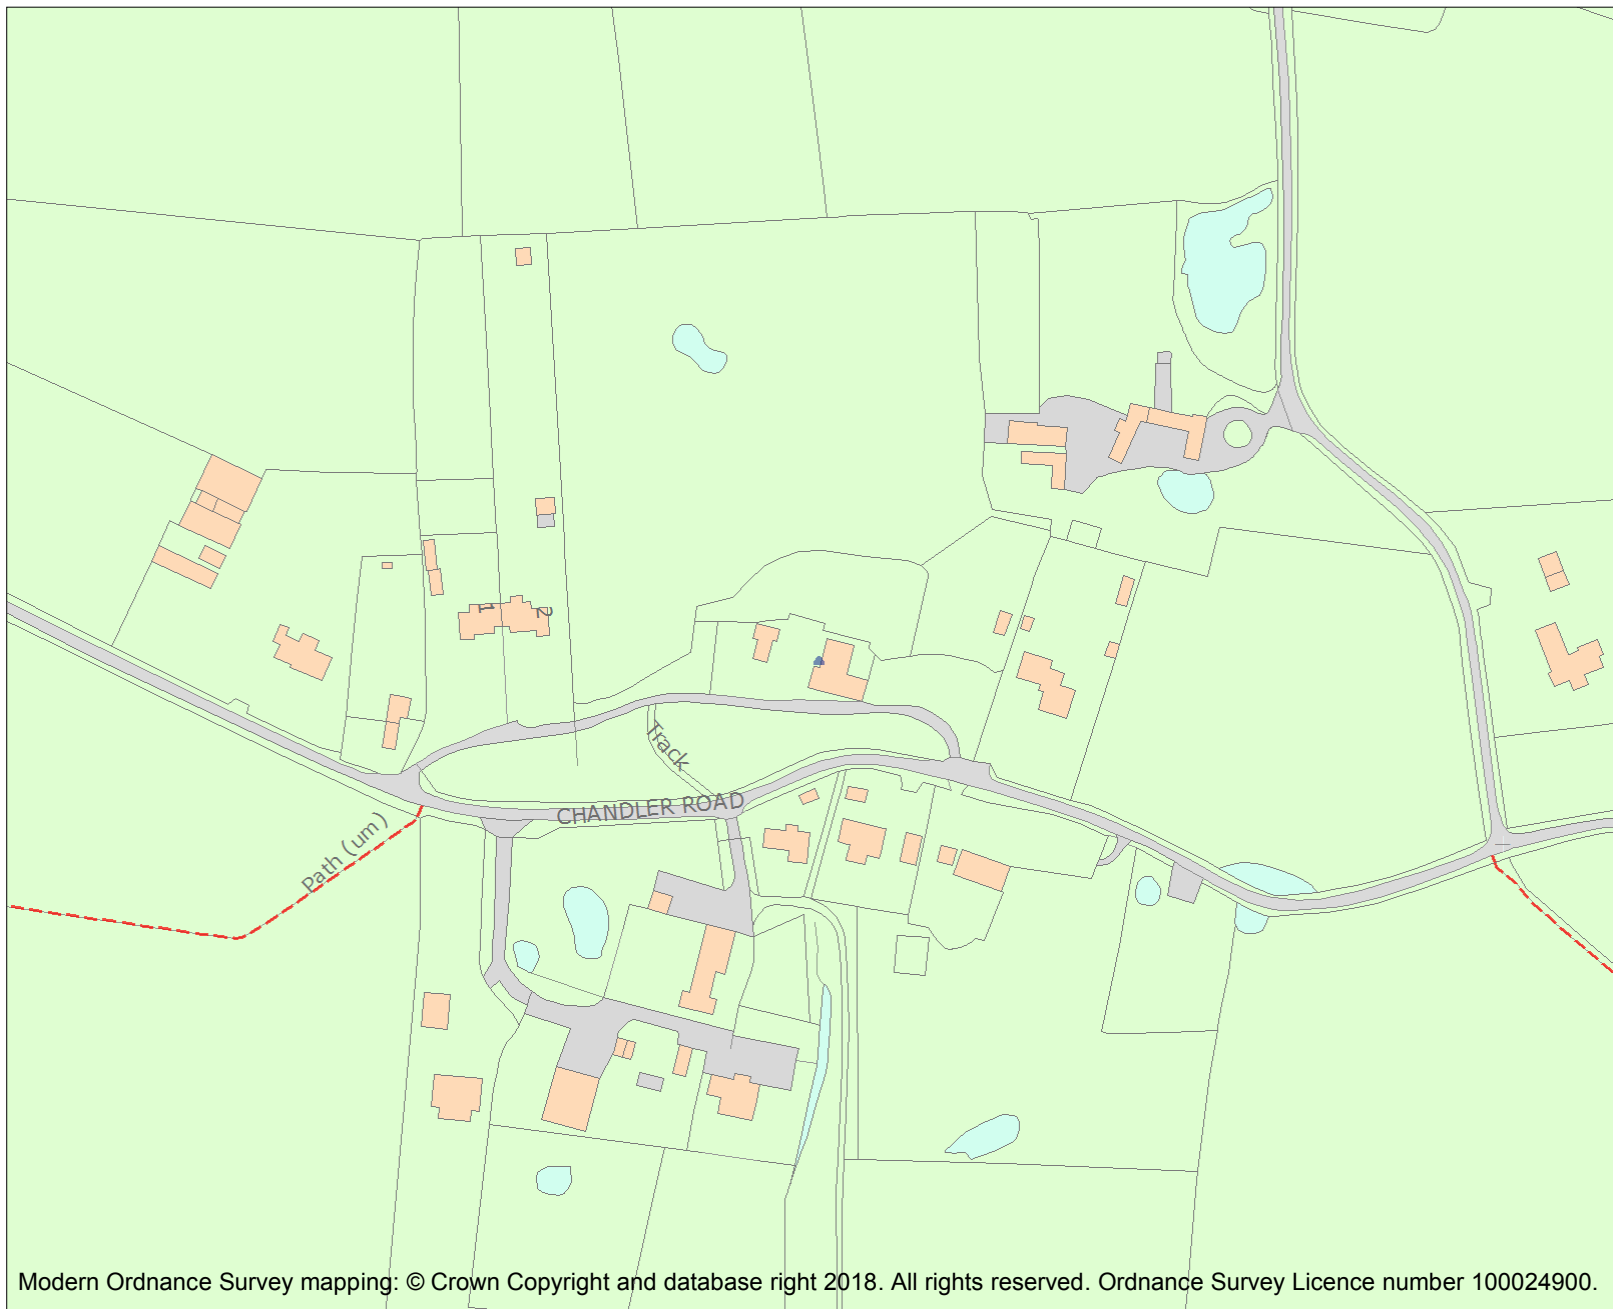 1
2
Track
CHANDLER ROAD
Path (um)
Modern Ordnance Survey mapping: © Crown Copyright and database right 2018. All rights reserved. Ordnance Survey Licence number 100024900.